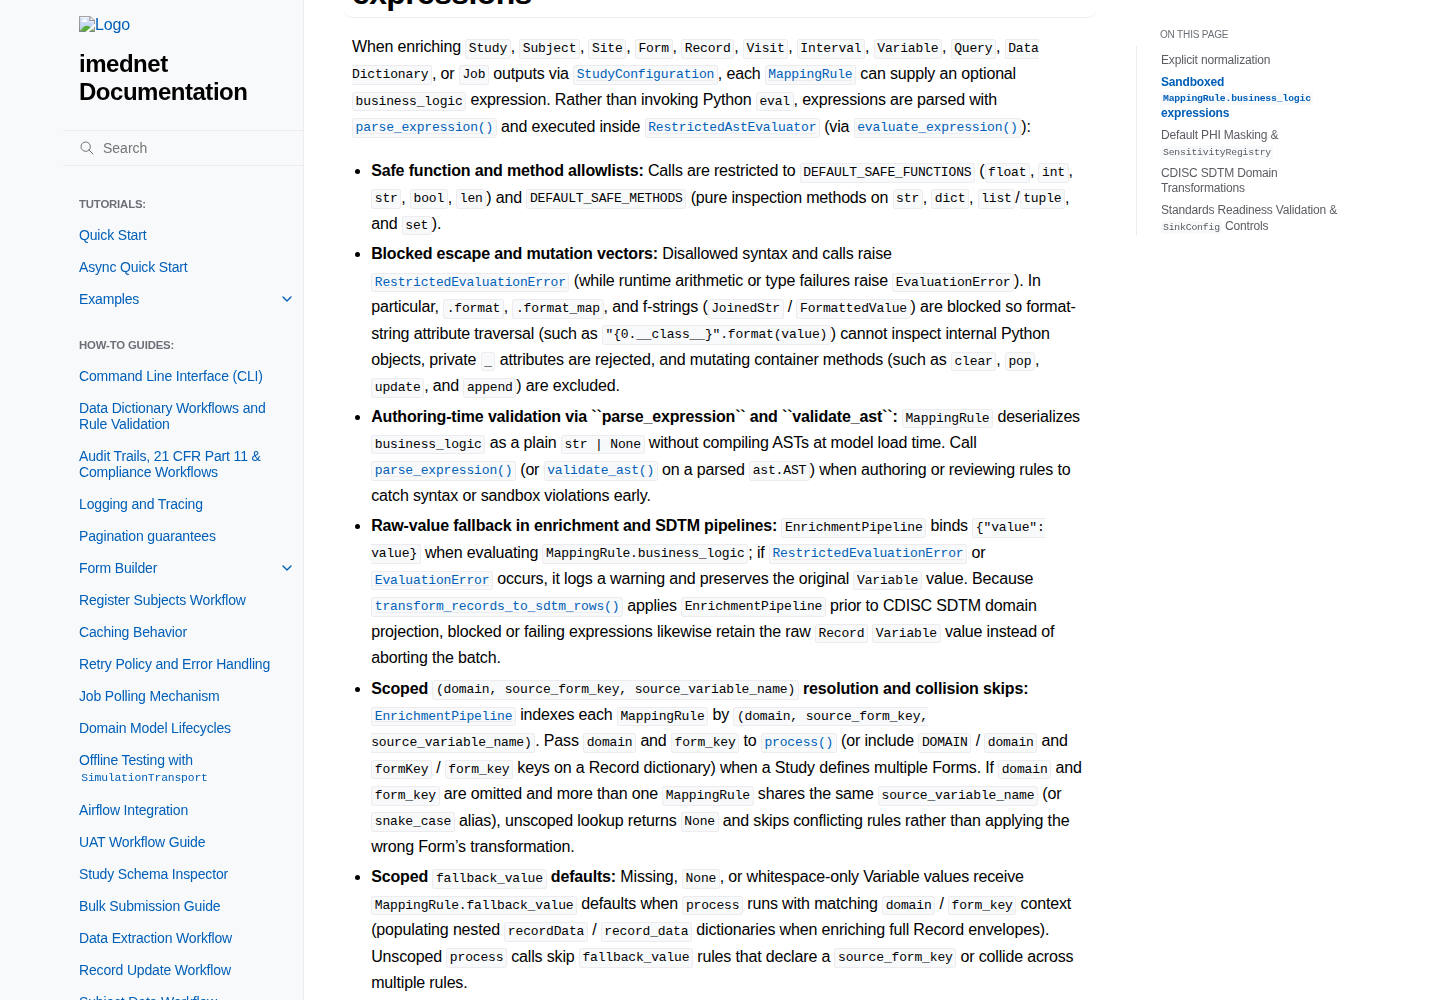 Logo
imednet
Documentation
Search
TUTORIALS:
Quick Start
Async Quick Start
Examples
HOW-TO GUIDES:
Command Line Interface (CLI)
Data Dictionary Workflows and
Rule Validation
Audit Trails, 21 CFR Part 11 &
Compliance Workflows
Logging and Tracing
Pagination guarantees
Form Builder
Register Subjects Workflow
Caching Behavior
Retry Policy and Error Handling
Job Polling Mechanism
Domain Model Lifecycles
Offline Testing with
SimulationTransport
Airflow Integration
UAT Workflow Guide
Study Schema Inspector
Bulk Submission Guide
Data Extraction Workflow
Record Update Workflow
Subject Data Workflow
expressions
When enriching Study, Subject, Site, Form, Record, Visit, Interval, Variable, Query, Data
Dictionary, or Job outputs via StudyConfiguration, each MappingRule can supply an optional
business_logic expression. Rather than invoking Python eval, expressions are parsed with
parse_expression() and executed inside RestrictedAstEvaluator (via evaluate_expression()):
• Safe function and method allowlists: Calls are restricted to DEFAULT_SAFE_FUNCTIONS (float, int,
str, bool, len) and DEFAULT_SAFE_METHODS (pure inspection methods on str, dict, list/tuple,
and set).
• Blocked escape and mutation vectors: Disallowed syntax and calls raise
RestrictedEvaluationError (while runtime arithmetic or type failures raise EvaluationError). In
particular, .format, .format_map, and f-strings (JoinedStr / FormattedValue) are blocked so format-
string attribute traversal (such as "{0.__class__}".format(value)) cannot inspect internal Python
objects, private _ attributes are rejected, and mutating container methods (such as clear, pop,
update, and append) are excluded.
• Authoring-time validation via ``parse_expression`` and ``validate_ast``: MappingRule deserializes
business_logic as a plain str | None without compiling ASTs at model load time. Call
parse_expression() (or validate_ast() on a parsed ast.AST) when authoring or reviewing rules to
catch syntax or sandbox violations early.
• Raw-value fallback in enrichment and SDTM pipelines: EnrichmentPipeline binds {"value":
value} when evaluating MappingRule.business_logic; if RestrictedEvaluationError or
EvaluationError occurs, it logs a warning and preserves the original Variable value. Because
transform_records_to_sdtm_rows() applies EnrichmentPipeline prior to CDISC SDTM domain
projection, blocked or failing expressions likewise retain the raw Record Variable value instead of
aborting the batch.
• Scoped (domain, source_form_key, source_variable_name) resolution and collision skips:
EnrichmentPipeline indexes each MappingRule by (domain, source_form_key,
source_variable_name). Pass domain and form_key to process() (or include DOMAIN / domain and
formKey / form_key keys on a Record dictionary) when a Study defines multiple Forms. If domain and
form_key are omitted and more than one MappingRule shares the same source_variable_name (or
snake_case alias), unscoped lookup returns None and skips conflicting rules rather than applying the
wrong Form’s transformation.
• Scoped fallback_value defaults: Missing, None, or whitespace-only Variable values receive
MappingRule.fallback_value defaults when process runs with matching domain / form_key context
(populating nested recordData / record_data dictionaries when enriching full Record envelopes).
Unscoped process calls skip fallback_value rules that declare a source_form_key or collide across
multiple rules.
ON THIS PAGE
Explicit normalization
Sandboxed
MappingRule.business_logic
expressions
Default PHI Masking &
SensitivityRegistry
CDISC SDTM Domain
Transformations
Standards Readiness Validation &
SinkConfig Controls